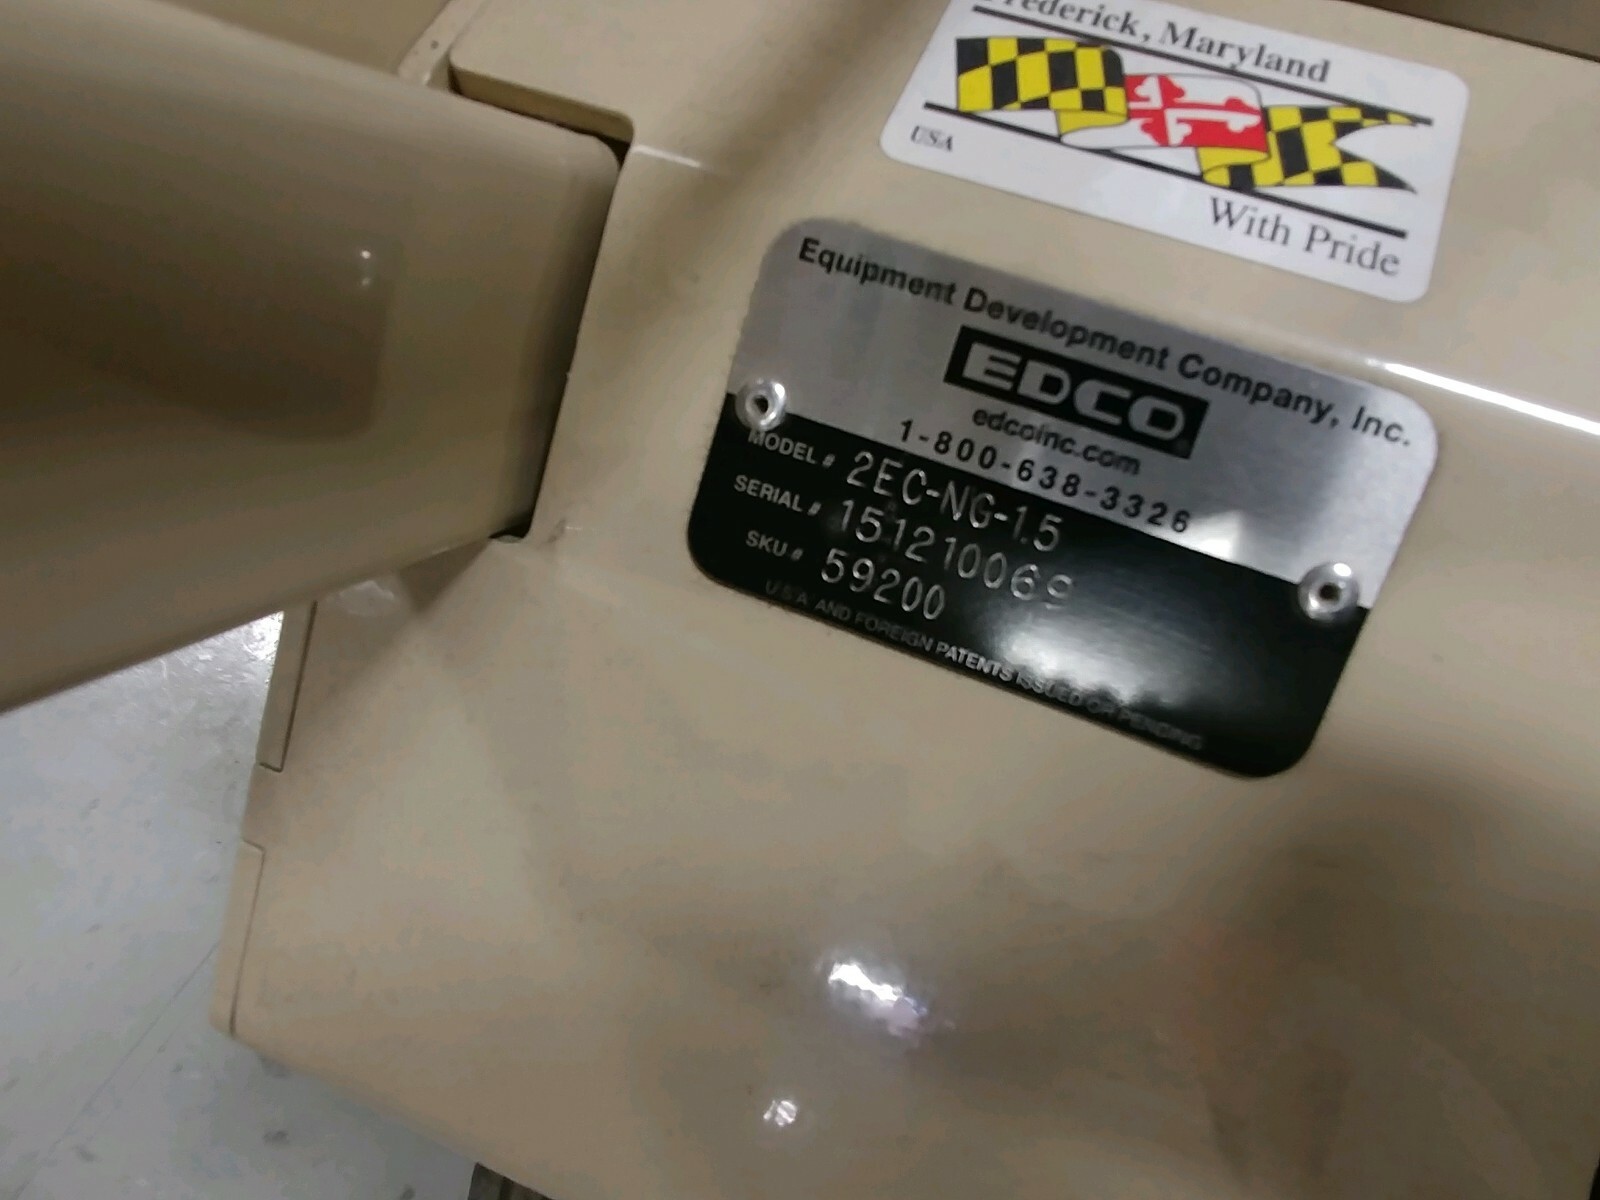 Frederick, Maryland
USA
With Pride
Equipment Development Company, Inc.
EDCO
edcoinc.com
1-800-638-3326
MODEL # 2EC-NG-1.5
SERIAL # 151210069
SKU # 59200
U.S.A. AND FOREIGN PATENTS ISSUED OR PENDING